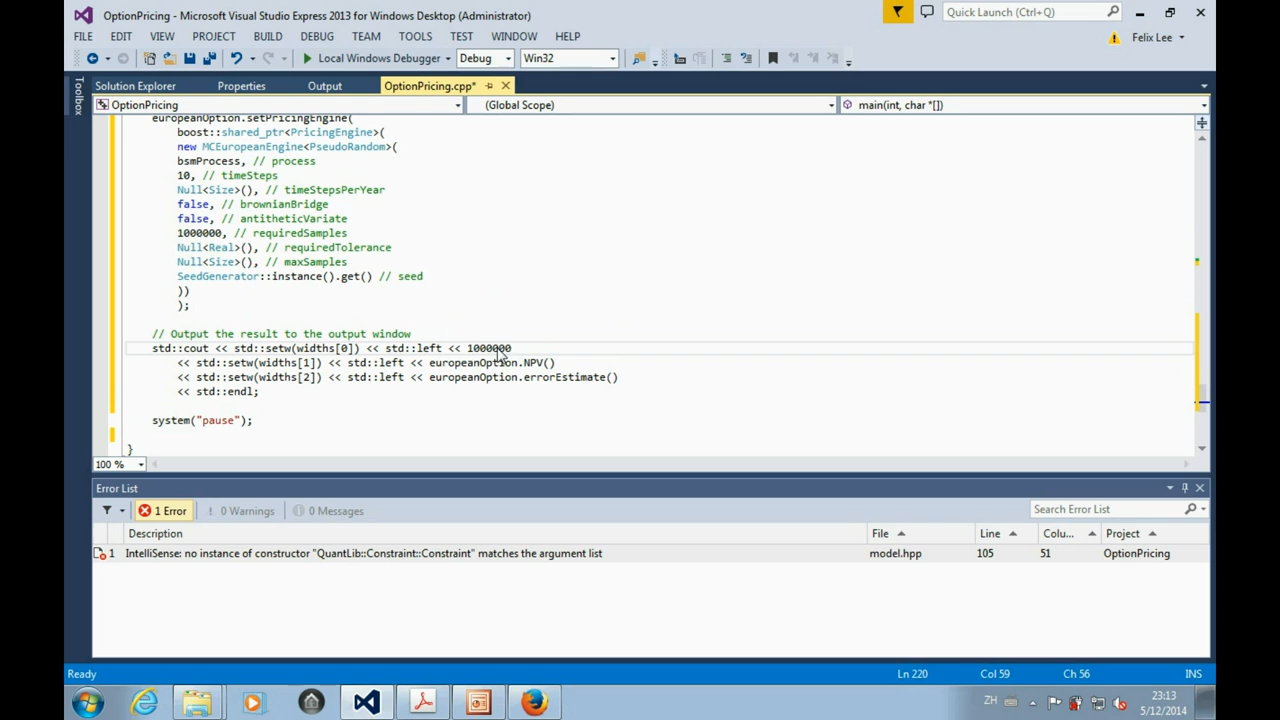 OptionPricing - Microsoft Visual Studio Express 2013 for Windows Desktop (Administrator)
Quick Launch (Ctrl+Q)
FILE EDIT VIEW PROJECT BUILD DEBUG TEAM TOOLS TEST WINDOW HELP
Felix Lee
Local Windows Debugger Debug Win32
Toolbox
Solution Explorer Properties Output OptionPricing.cpp*
OptionPricing (Global Scope) main(int, char *[])
europeanOption.setPricingEngine(
boost::shared_ptr<PricingEngine>(
new MCEuropeanEngine<PseudoRandom>(
bsmProcess, // process
10, // timeSteps
Null<Size>(), // timeStepsPerYear
false, // brownianBridge
false, // antitheticVariate
1000000, // requiredSamples
Null<Real>(), // requiredTolerance
Null<Size>(), // maxSamples
SeedGenerator::instance().get() // seed
))
);
// Output the result to the output window
std::cout << std::setw(widths[0]) << std::left << 1000000
<< std::setw(widths[1]) << std::left << europeanOption.NPV()
<< std::setw(widths[2]) << std::left << europeanOption.errorEstimate()
<< std::endl;
system("pause");
}
100 %
Error List
1 Error 0 Warnings 0 Messages
Search Error List
Description File Line Colu... Project
1 IntelliSense: no instance of constructor "QuantLib::Constraint::Constraint" matches the argument list model.hpp 105 51 OptionPricing
Ready Ln 220 Col 59 Ch 56 INS
ZH
23:13
5/12/2014